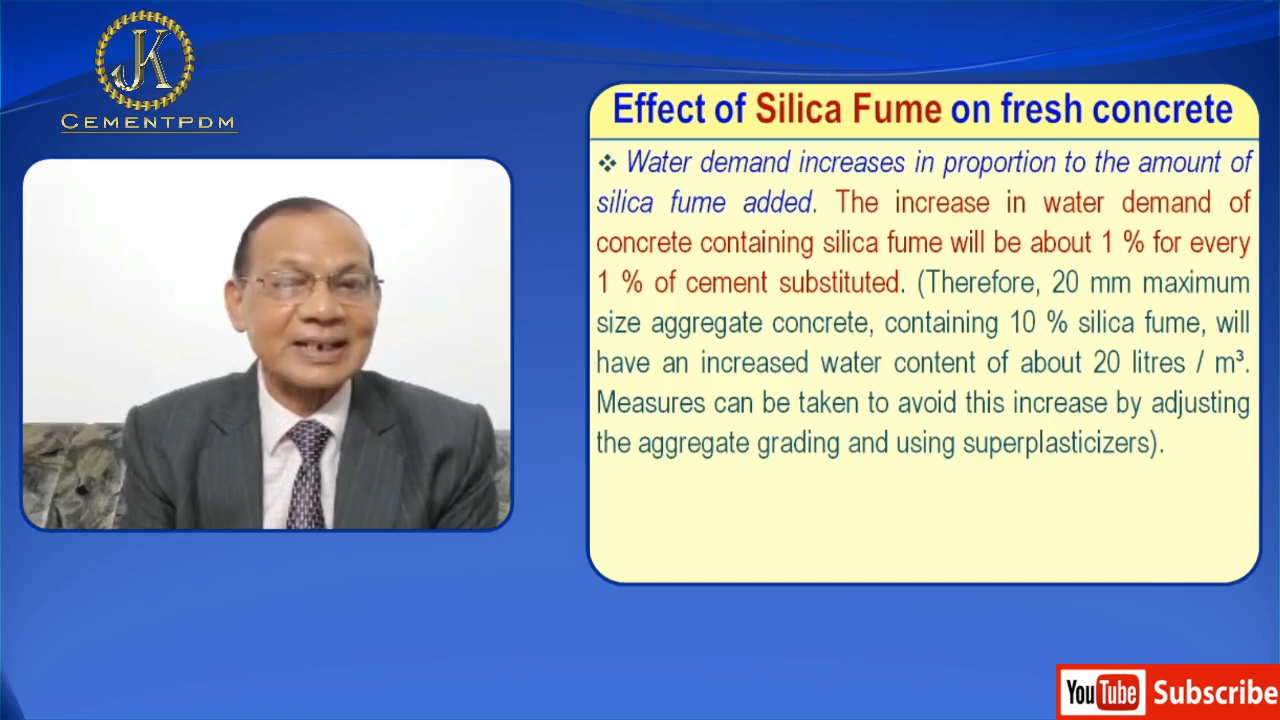 JK
CEMENTPDM
Effect of Silica Fume on fresh concrete
❖ Water demand increases in proportion to the amount of
silica fume added. The increase in water demand of
concrete containing silica fume will be about 1 % for every
1 % of cement substituted. (Therefore, 20 mm maximum
size aggregate concrete, containing 10 % silica fume, will
have an increased water content of about 20 litres / m³.
Measures can be taken to avoid this increase by adjusting
the aggregate grading and using superplasticizers).
YouTube Subscribe